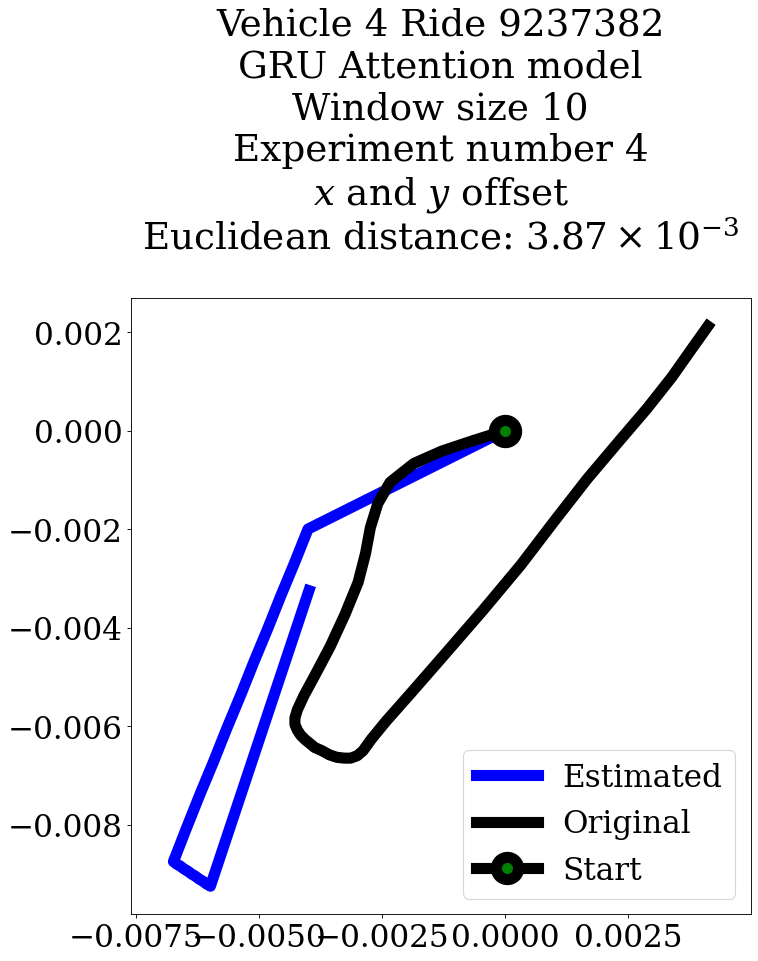 Vehicle 4 Ride 9237382
GRU Attention model
Window size 10
Experiment number 4
x and y offset
Euclidean distance: 3.87 × 10⁻³
0.002
0.000
−0.002
−0.004
−0.006
−0.008
Estimated
Original
Start
−0.0075 −0.0050 −0.0025 0.0000 0.0025